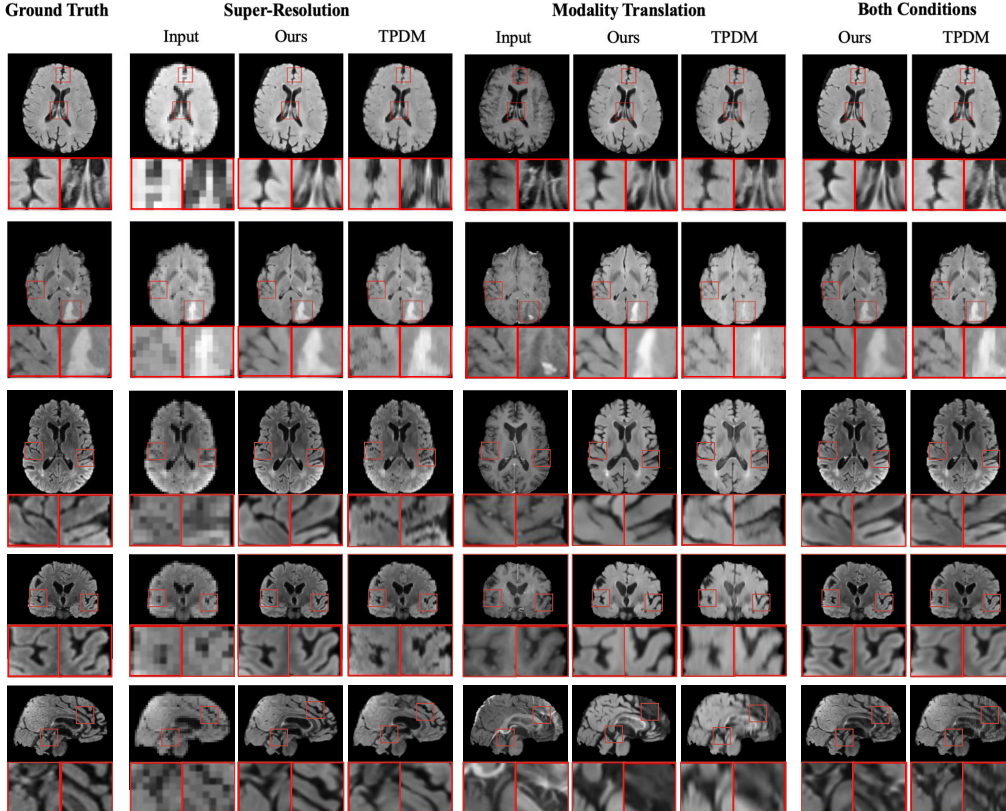 Ground Truth Super-Resolution Modality Translation Both Conditions
Input Ours TPDM Input Ours TPDM Ours TPDM